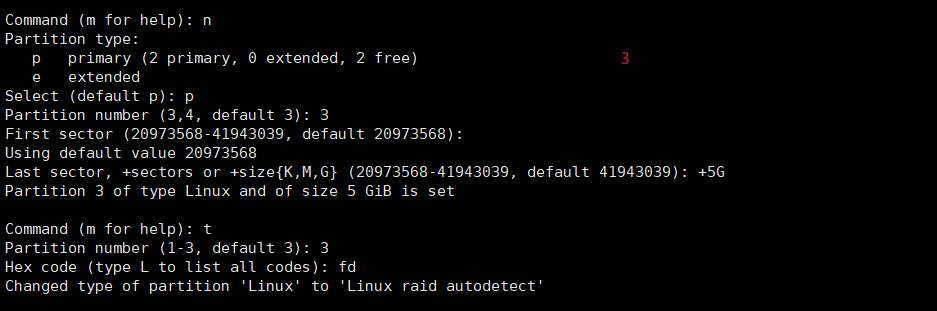 Command (m for help): n
Partition type:
   p   primary (2 primary, 0 extended, 2 free)                       3
   e   extended
Select (default p): p
Partition number (3,4, default 3): 3
First sector (20973568-41943039, default 20973568):
Using default value 20973568
Last sector, +sectors or +size{K,M,G} (20973568-41943039, default 41943039): +5G
Partition 3 of type Linux and of size 5 GiB is set

Command (m for help): t
Partition number (1-3, default 3): 3
Hex code (type L to list all codes): fd
Changed type of partition 'Linux' to 'Linux raid autodetect'